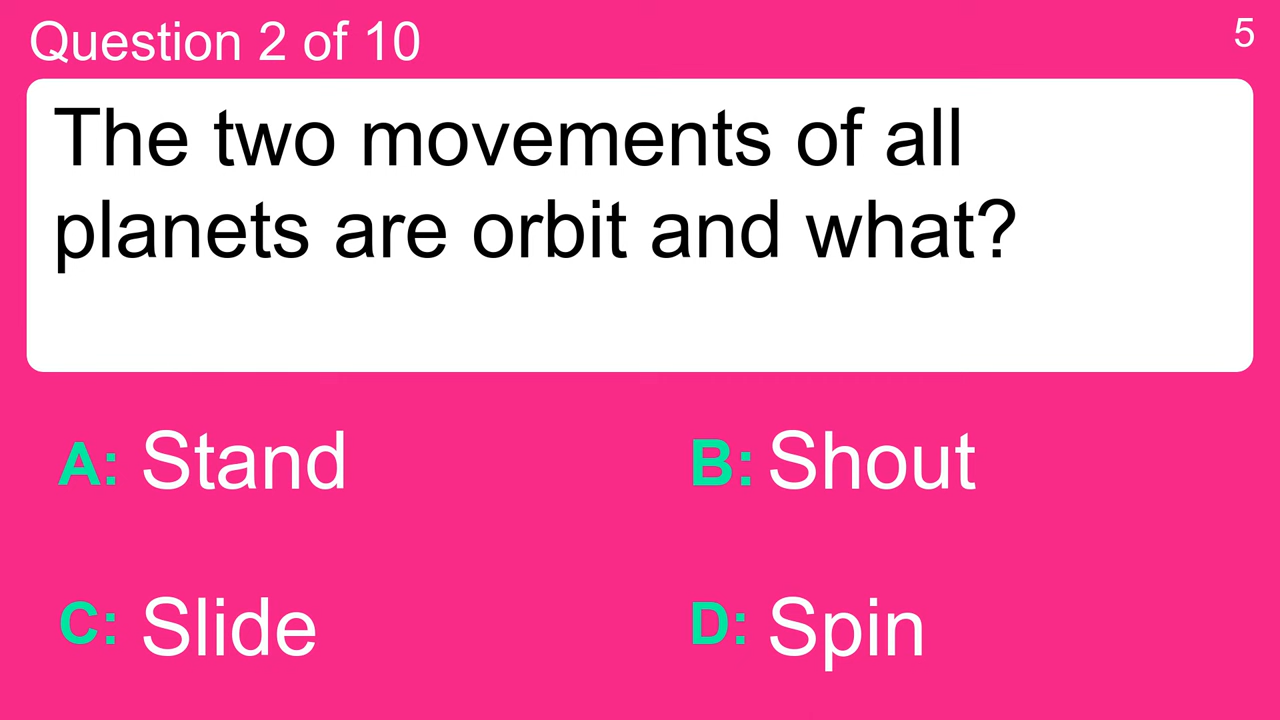 Question 2 of 10
5
The two movements of all
planets are orbit and what?
A: Stand
B: Shout
C: Slide
D: Spin